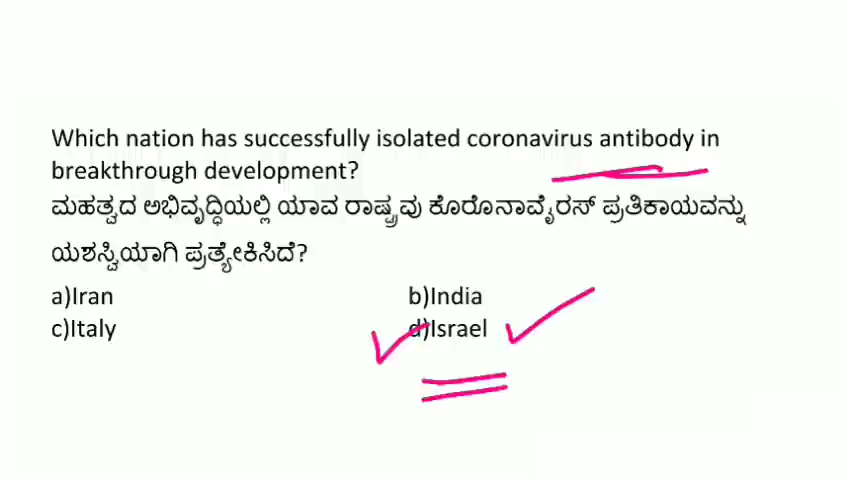 Which nation has successfully isolated coronavirus antibody in
breakthrough development?
ಮಹತ್ವದ ಅಭಿವೃದ್ಧಿಯಲ್ಲಿ ಯಾವ ರಾಷ್ಟ್ರವು ಕೊರೊನಾವೈರಸ್ ಪ್ರತಿಕಾಯವನ್ನು
ಯಶಸ್ವಿಯಾಗಿ ಪ್ರತ್ಯೇಕಿಸಿದೆ?
a)Iran b)India
c)Italy d)Israel